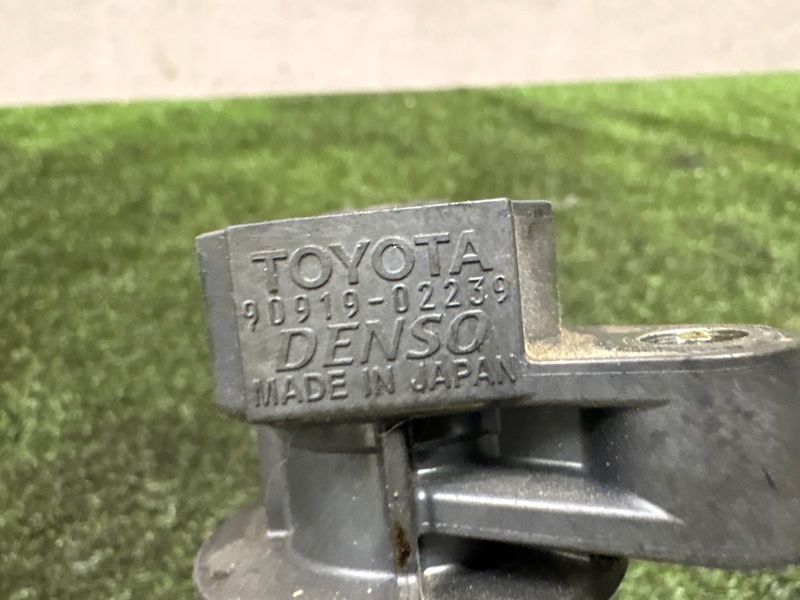 TOYOTA
90919-02239
DENSO
MADE IN JAPAN